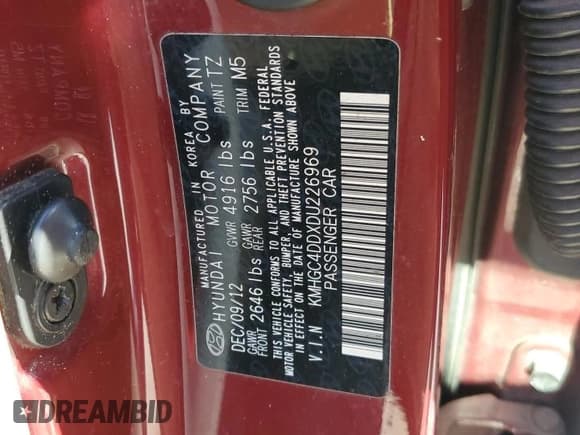 MANUFACTURED IN KOREA BY
HYUNDAI MOTOR COMPANY
DEC/09/12 GVWR 4916 lbs PAINT TZ
GAWR FRONT 2646 lbs GAWR REAR 2756 lbs TRIM M5
THIS VEHICLE CONFORMS TO ALL APPLICABLE U.S.A. FEDERAL
MOTOR VEHICLE SAFETY, BUMPER, AND THEFT PREVENTION STANDARDS
IN EFFECT ON THE DATE OF MANUFACTURE SHOWN ABOVE
V.I.N KMHGC4DDXDU226969
PASSENGER CAR
DREAMBID